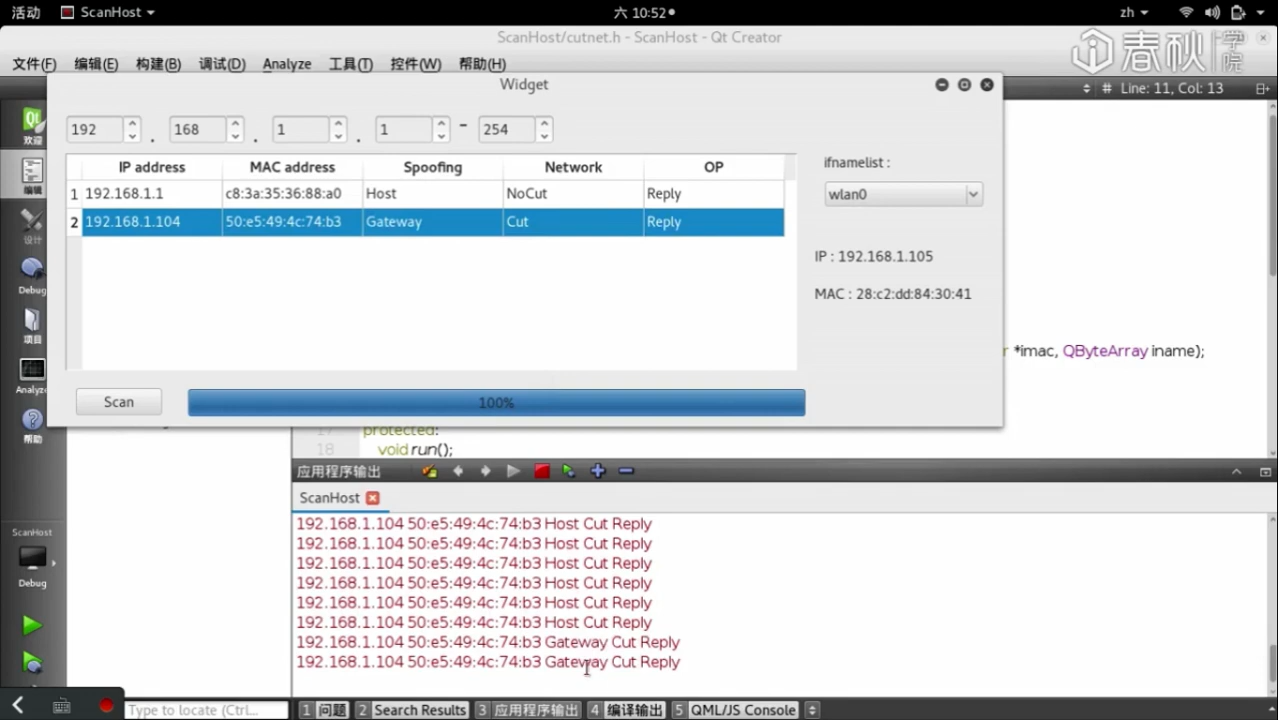 活动 ScanHost 六 10:52 zh
ScanHost/cutnet.h - ScanHost - Qt Creator
春秋 学院
文件(F) 编辑(E) 构建(B) 调试(D) Analyze 工具(T) 控件(W) 帮助(H)
Widget
# Line: 11, Col: 13
Qt
欢迎
192 . 168 . 1 . 1 - 254
ifnamelist :
IP address MAC address Spoofing Network OP
编辑
1 192.168.1.1 c8:3a:35:36:88:a0 Host NoCut Reply
wlan0
2 192.168.1.104 50:e5:49:4c:74:b3 Gateway Cut Reply
设计
IP : 192.168.1.105
Debug
MAC : 28:c2:dd:84:30:41
项目
*imac, QByteArray iname);
Analyze
Scan 100%
帮助
protected:
18 void run();
应用程序输出
ScanHost
192.168.1.104 50:e5:49:4c:74:b3 Host Cut Reply
192.168.1.104 50:e5:49:4c:74:b3 Host Cut Reply
192.168.1.104 50:e5:49:4c:74:b3 Host Cut Reply
192.168.1.104 50:e5:49:4c:74:b3 Host Cut Reply
192.168.1.104 50:e5:49:4c:74:b3 Host Cut Reply
192.168.1.104 50:e5:49:4c:74:b3 Host Cut Reply
192.168.1.104 50:e5:49:4c:74:b3 Gateway Cut Reply
192.168.1.104 50:e5:49:4c:74:b3 Gateway Cut Reply
ScanHost
Debug
Type to locate (Ctrl... 1 问题 2 Search Results 3 应用程序输出 4 编译输出 5 QML/JS Console